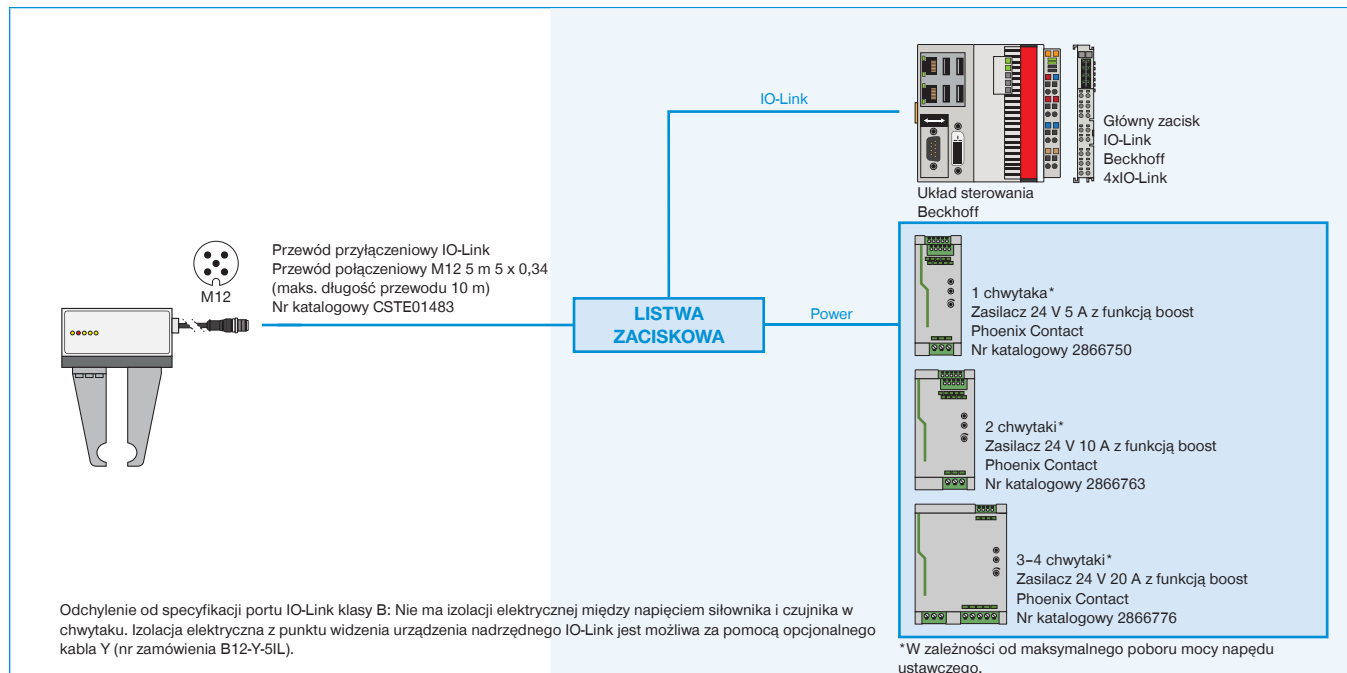 IO-Link
Główny zacisk
IO-Link
Beckhoff
4xIO-Link
Układ sterowania
Beckhoff
Przewód przyłączeniowy IO-Link
Przewód połączeniowy M12 5 m 5 x 0,34
(maks. długość przewodu 10 m)
Nr katalogowy CSTE01483
M12
LISTWA
ZACISKOWA
Power
1 chwytaka*
Zasilacz 24 V 5 A z funkcją boost
Phoenix Contact
Nr katalogowy 2866750
2 chwytaki*
Zasilacz 24 V 10 A z funkcją boost
Phoenix Contact
Nr katalogowy 2866763
3–4 chwytaki*
Zasilacz 24 V 20 A z funkcją boost
Phoenix Contact
Nr katalogowy 2866776
Odchylenie od specyfikacji portu IO-Link klasy B: Nie ma izolacji elektrycznej między napięciem siłownika i czujnika w
chwytaku. Izolacja elektryczna z punktu widzenia urządzenia nadrzędnego IO-Link jest możliwa za pomocą opcjonalnego
kabla Y (nr zamówienia B12-Y-5IL).
*W zależności od maksymalnego poboru mocy napędu
ustawczego.